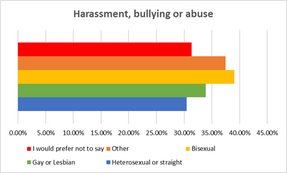 Harassment, bullying or abuse
0.00% 5.00% 10.00% 15.00% 20.00% 25.00% 30.00% 35.00% 40.00% 45.00%
I would prefer not to say Other Bisexual
Gay or Lesbian Heterosexual or straight